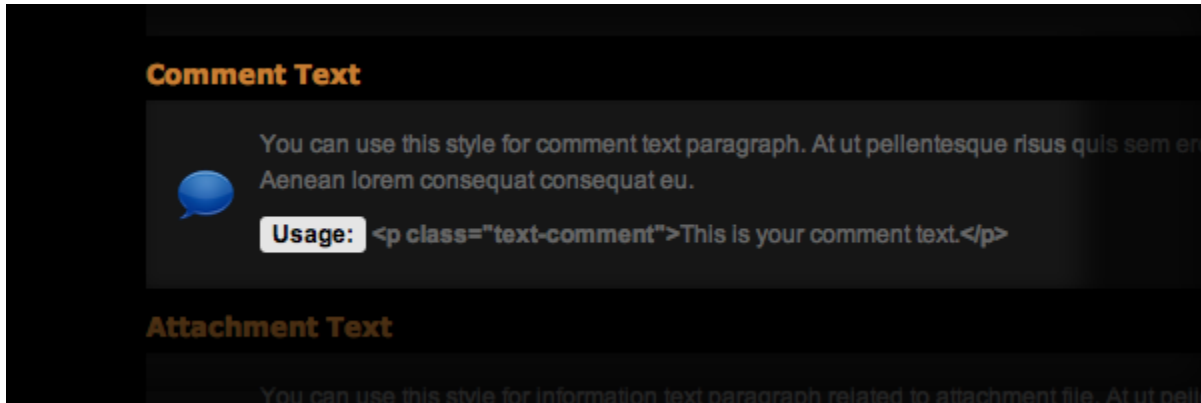 Comment Text
You can use this style for comment text paragraph. At ut pellentesque risus quis sem
Aenean lorem consequat consequat eu.
Usage: <p class="text-comment">This is your comment text.</p>
Attachment Text
You can use this style for information text paragraph related to attachment file. At ut